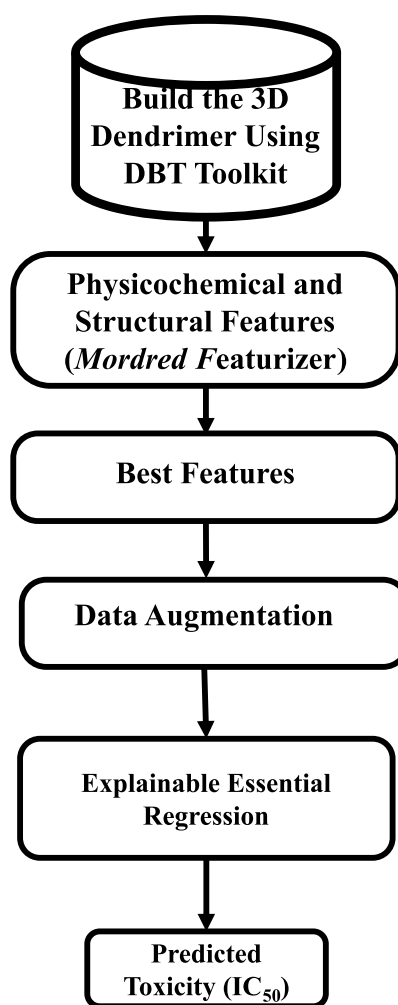 Build the 3D
Dendrimer Using
DBT Toolkit
Physicochemical and
Structural Features
(Mordred Featurizer)
Best Features
Data Augmentation
Explainable Essential
Regression
Predicted
Toxicity (IC₅₀)